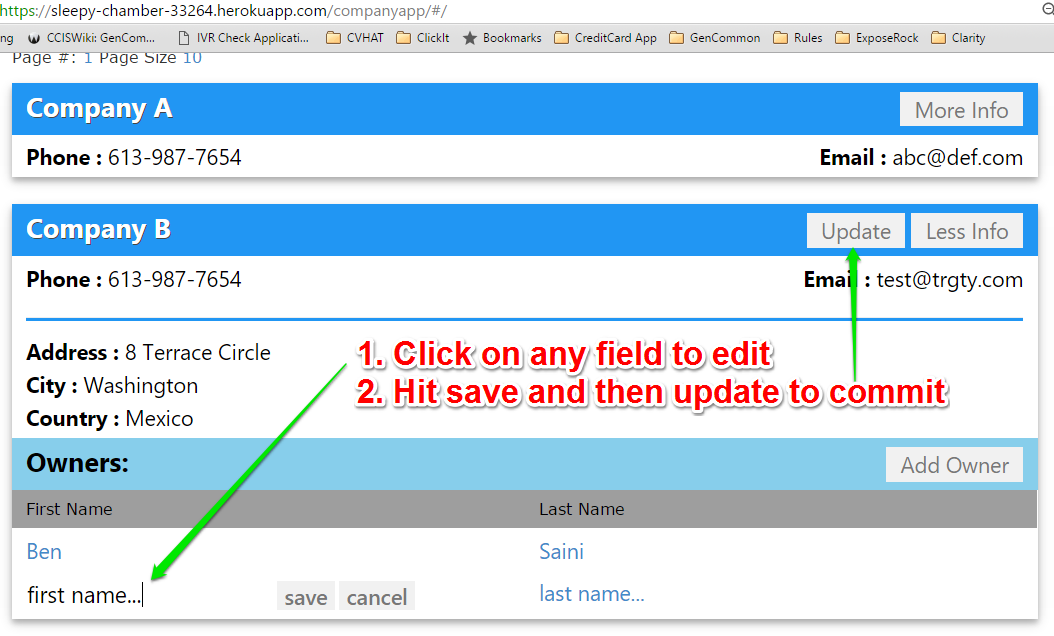 https://sleepy-chamber-33264.herokuapp.com/companyapp/#/
ng CCISWiki: GenCom... IVR Check Applicati... CVHAT ClickIt Bookmarks CreditCard App GenCommon Rules ExposeRock Clarity
Page #: 1 Page Size 10
Company A More Info
Phone : 613-987-7654 Email : abc@def.com
Company B Update Less Info
Phone : 613-987-7654 Email : test@trgty.com
Address : 8 Terrace Circle
1. Click on any field to edit
City : Washington
2. Hit save and then update to commit
Country : Mexico
Owners: Add Owner
First Name Last Name
Ben Saini
first name... save cancel last name...